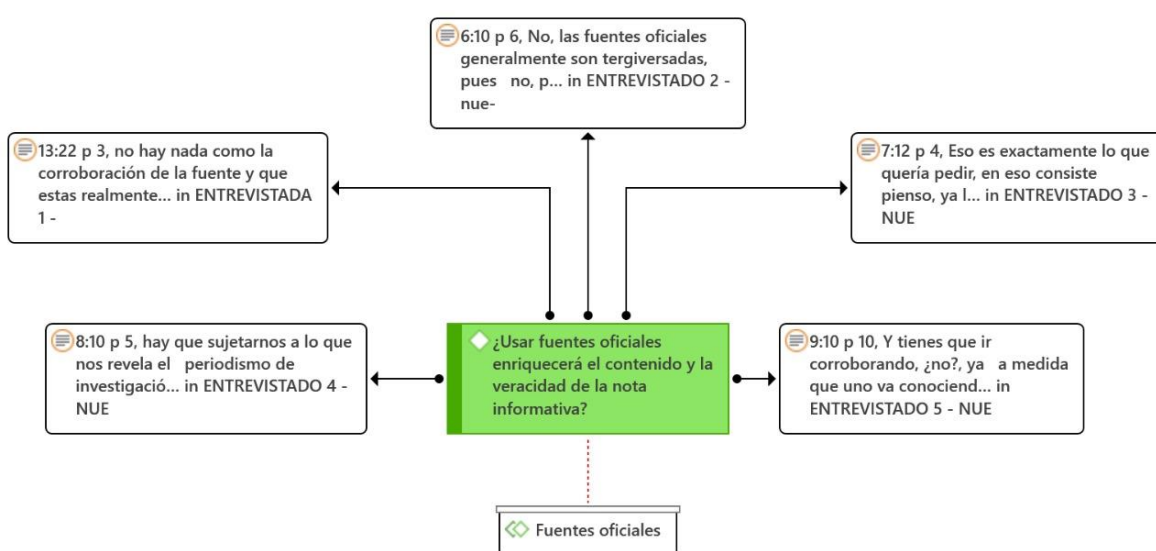 6:10 p 6, No, las fuentes oficiales
generalmente son tergiversadas,
pues no, p... in ENTREVISTADO 2 -
nue-
13:22 p 3, no hay nada como la
corroboración de la fuente y que
estas realmente... in ENTREVISTADA
1 -
7:12 p 4, Eso es exactamente lo que
quería pedir, en eso consiste
pienso, ya l... in ENTREVISTADO 3 -
NUE
8:10 p 5, hay que sujetarnos a lo que
nos revela el periodismo de
investigació... in ENTREVISTADO 4 -
NUE
¿Usar fuentes oficiales
enriquecerá el contenido y la
veracidad de la nota
informativa?
9:10 p 10, Y tienes que ir
corroborando, ¿no?, ya a medida
que uno va conociend... in
ENTREVISTADO 5 - NUE
Fuentes oficiales